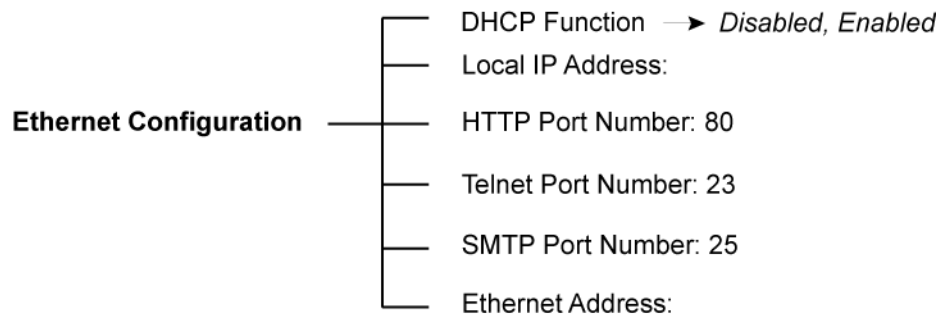 DHCP Function Disabled, Enabled
Local IP Address:
Ethernet Configuration
HTTP Port Number: 80
Telnet Port Number: 23
SMTP Port Number: 25
Ethernet Address: